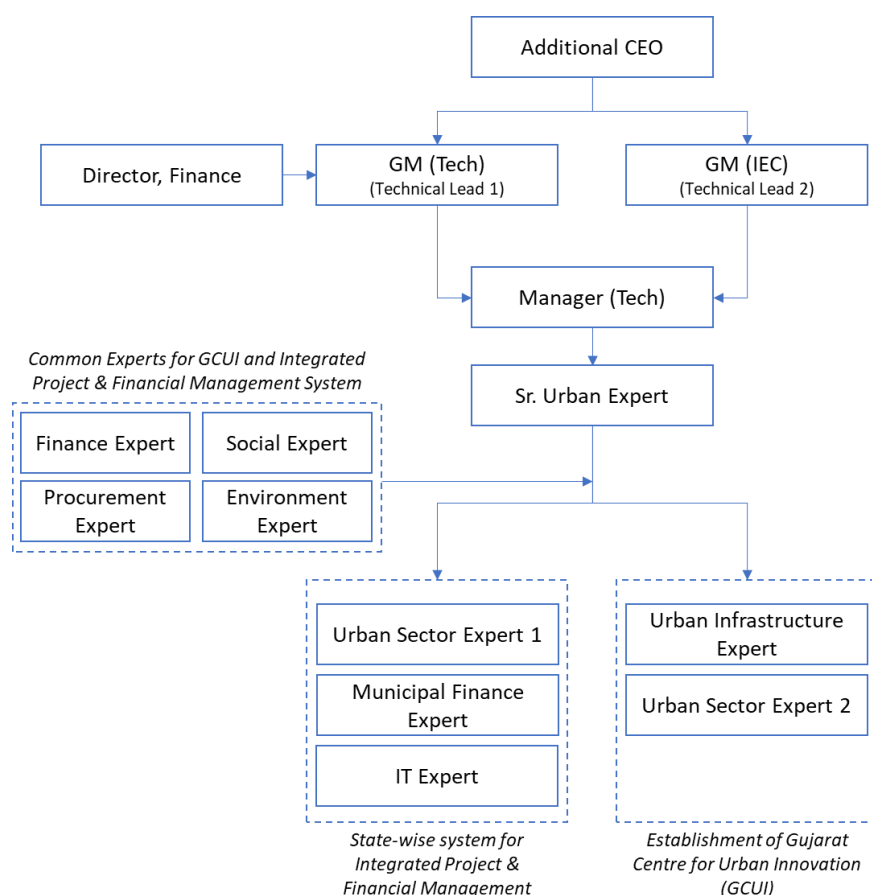 Additional CEO
Director, Finance
GM (Tech)
(Technical Lead 1)
GM (IEC)
(Technical Lead 2)
Manager (Tech)
Sr. Urban Expert
Common Experts for GCUI and Integrated
Project & Financial Management System
Finance Expert
Social Expert
Procurement
Expert
Environment
Expert
Urban Sector Expert 1
Municipal Finance
Expert
IT Expert
Urban Infrastructure
Expert
Urban Sector Expert 2
State-wise system for
Integrated Project &
Financial Management
Establishment of Gujarat
Centre for Urban Innovation
(GCUI)